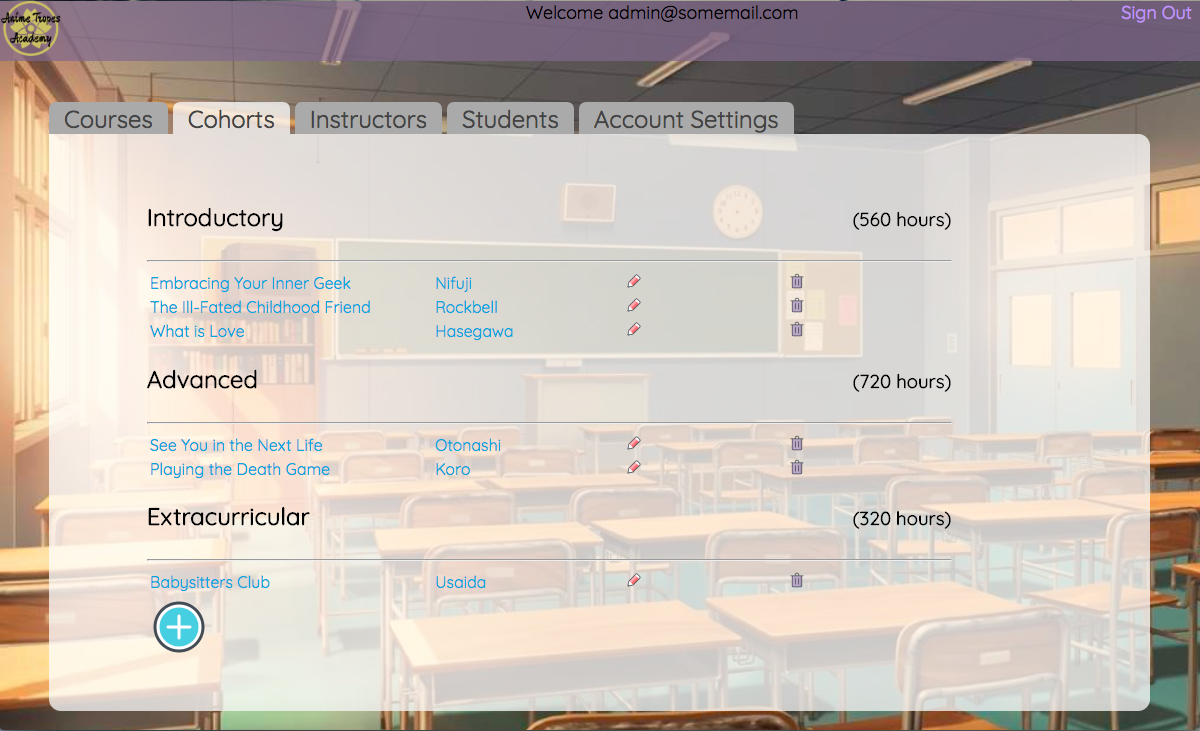 Anime Tropes
Academy
Welcome admin@somemail.com
Sign Out
Courses
Cohorts
Instructors
Students
Account Settings
Introductory (560 hours)
Embracing Your Inner Geek Nifuji
The Ill-Fated Childhood Friend Rockbell
What is Love Hasegawa
Advanced (720 hours)
See You in the Next Life Otonashi
Playing the Death Game Koro
Extracurricular (320 hours)
Babysitters Club Usaida